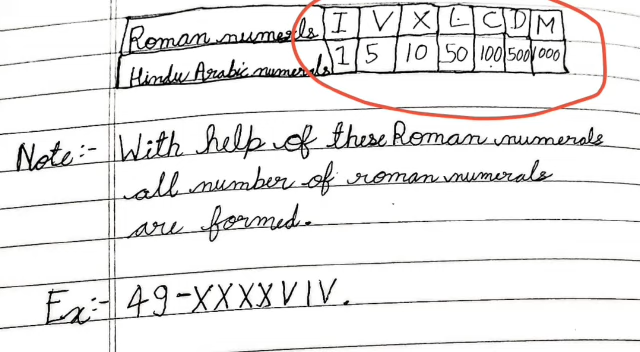 Roman numerals I V X L C D M
Hindu Arabic numerals 1 5 10 50 100 500 1000
Note:- With help of these Roman numerals
all number of roman numerals
are formed.
Ex:- 49-XXXXVIV.